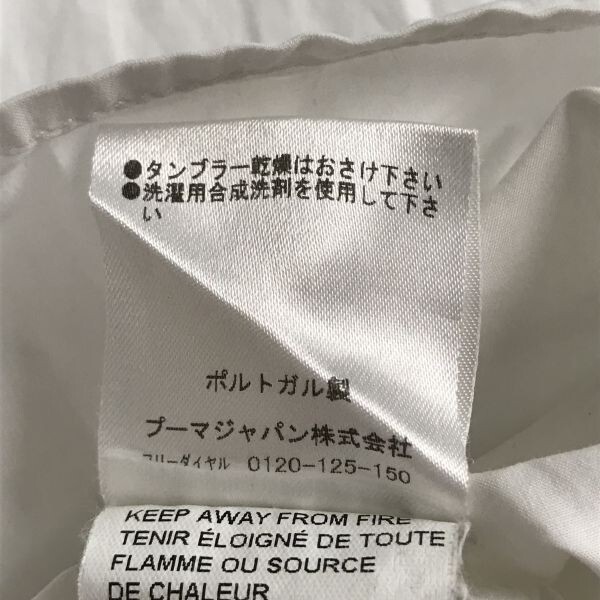 ●タンブラー乾燥はおさけ下さい
●洗濯用合成洗剤を使用して下さ
い
ポルトガル製
プーマジャパン株式会社
フリーダイヤル 0120-125-150
KEEP AWAY FROM FIRE
TENIR ÉLOIGNÉ DE TOUTE
FLAMME OU SOURCE
DE CHALEUR